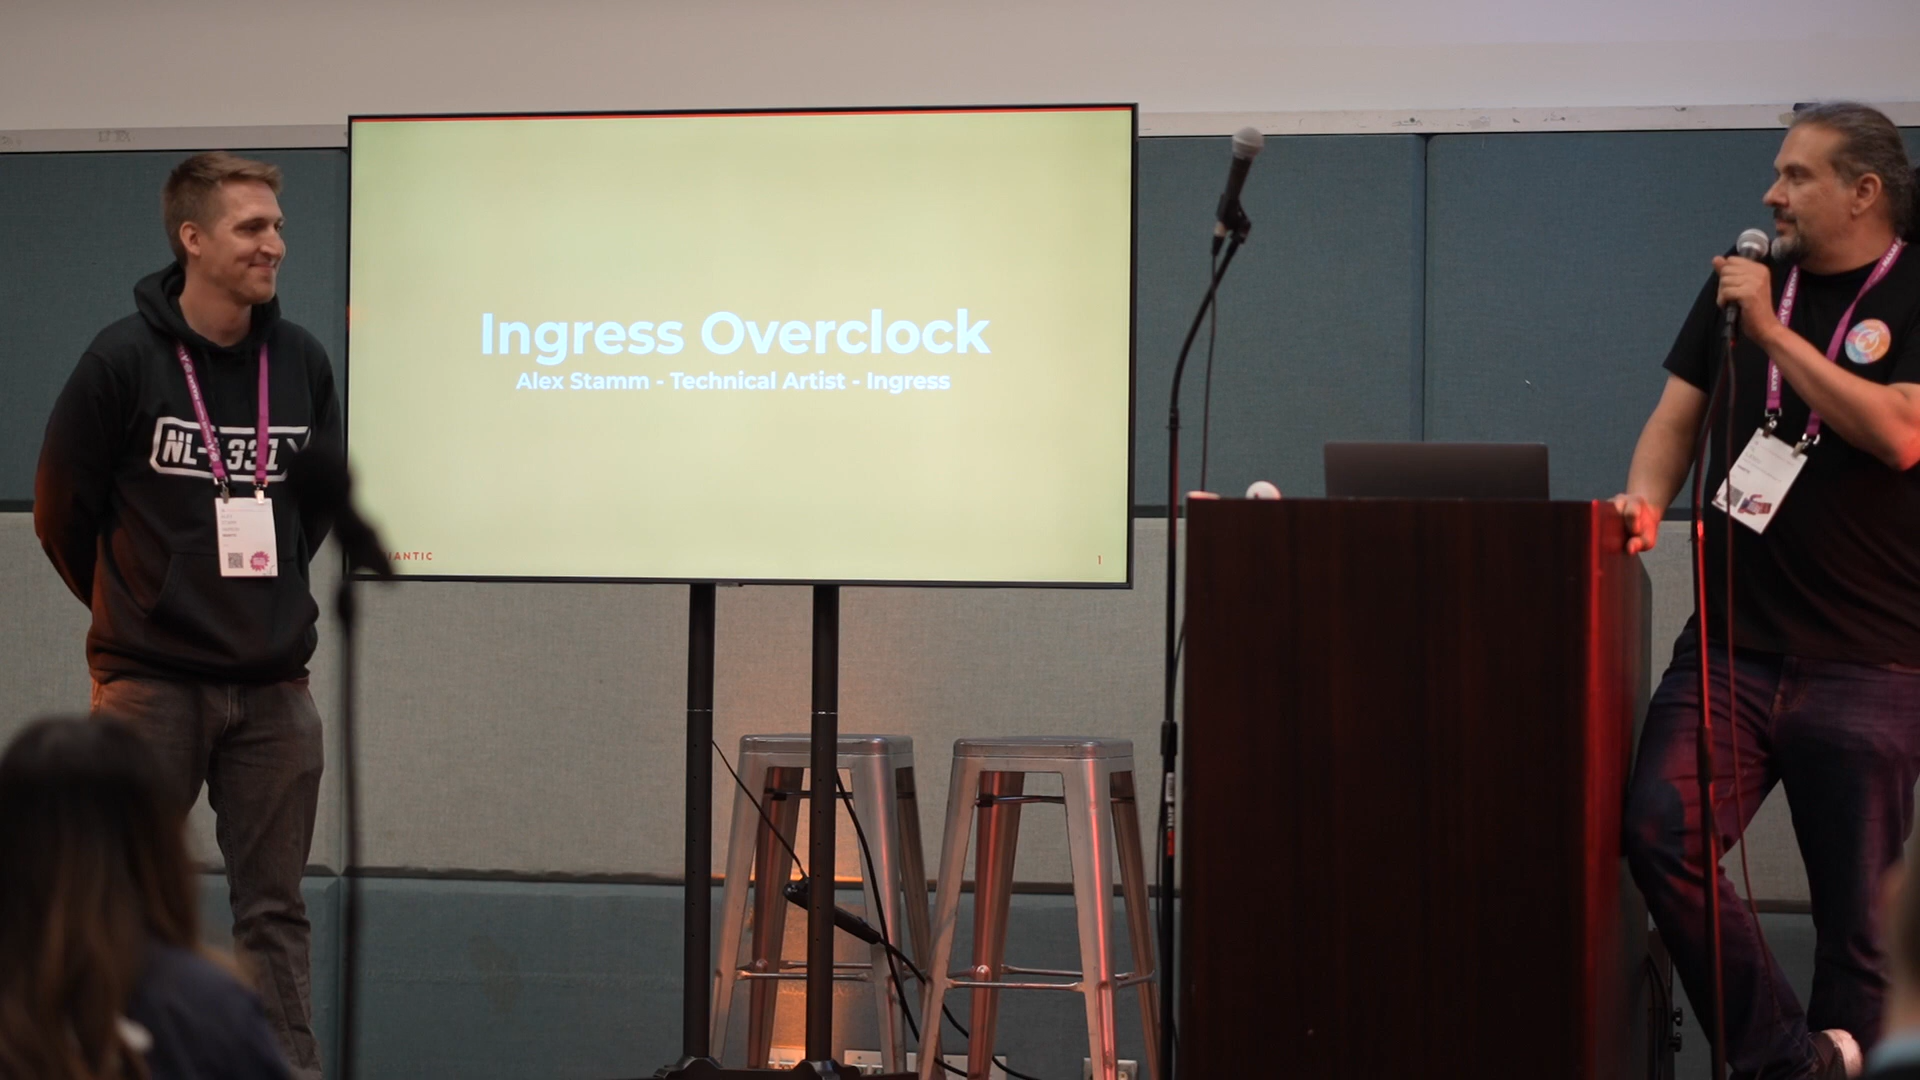 Ingress Overclock
Alex Stamm - Technical Artist - Ingress
IANTIC
1
NL-1331